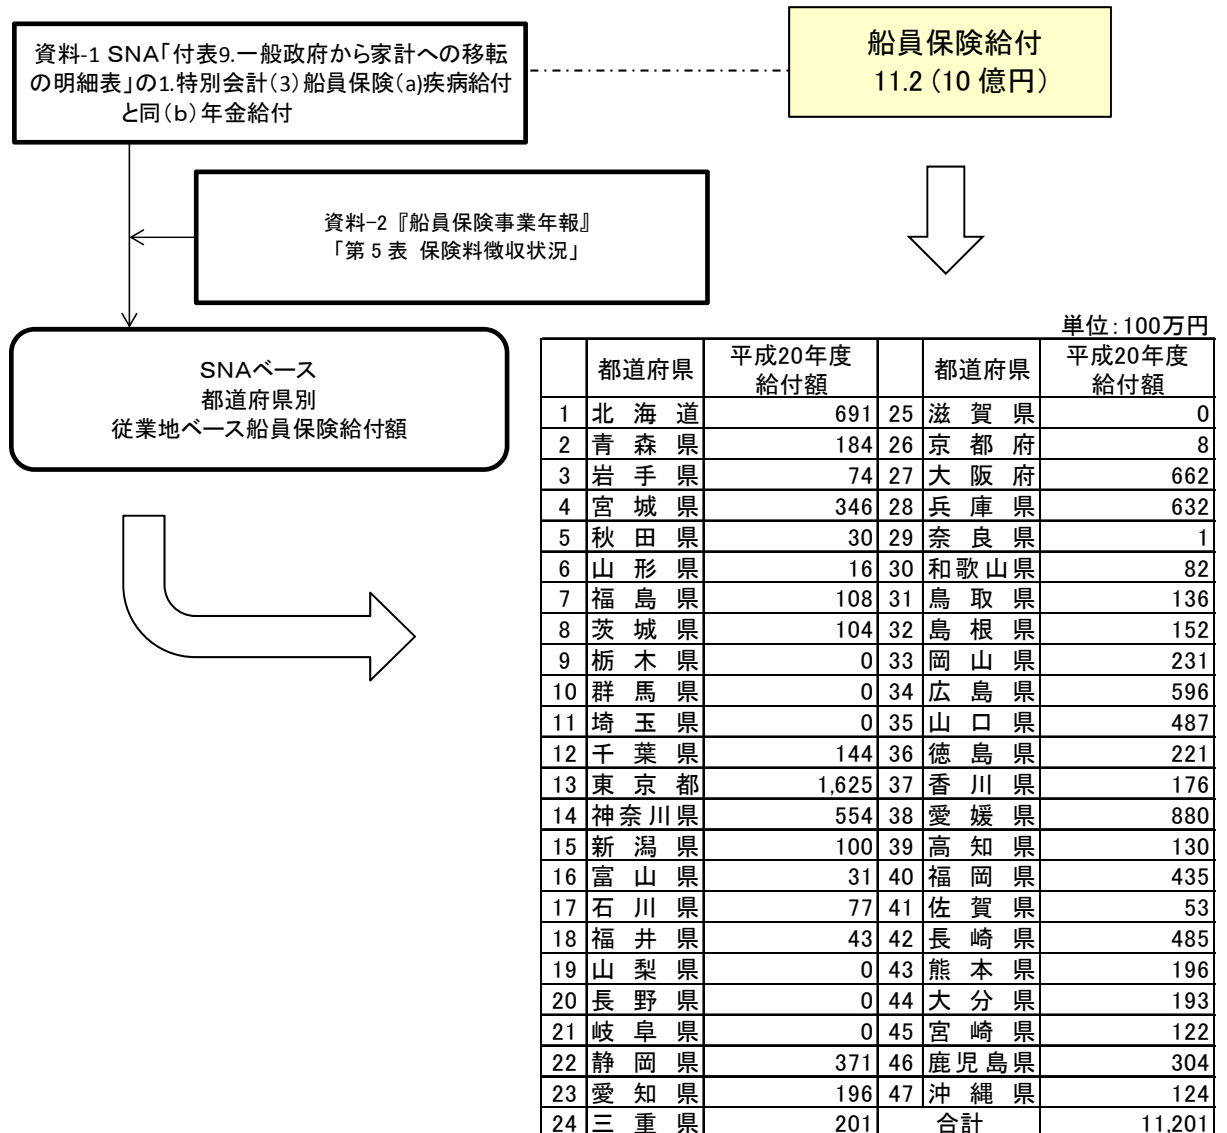 資料-1 SNA「付表9.一般政府から家計への移転
の明細表」の1.特別会計(3)船員保険(a)疾病給付
と同(b)年金給付
船員保険給付
11.2(10 億円)
資料-2『船員保険事業年報』
「第 5 表 保険料徴収状況」
SNAベース
都道府県別
従業地ベース船員保険給付額
単位:100万円
都道府県 平成20年度 給付額 都道府県 平成20年度 給付額
1 北海道 691 25 滋賀県 0
2 青森県 184 26 京都府 8
3 岩手県 74 27 大阪府 662
4 宮城県 346 28 兵庫県 632
5 秋田県 30 29 奈良県 1
6 山形県 16 30 和歌山県 82
7 福島県 108 31 鳥取県 136
8 茨城県 104 32 島根県 152
9 栃木県 0 33 岡山県 231
10 群馬県 0 34 広島県 596
11 埼玉県 0 35 山口県 487
12 千葉県 144 36 徳島県 221
13 東京都 1,625 37 香川県 176
14 神奈川県 554 38 愛媛県 880
15 新潟県 100 39 高知県 130
16 富山県 31 40 福岡県 435
17 石川県 77 41 佐賀県 53
18 福井県 43 42 長崎県 485
19 山梨県 0 43 熊本県 196
20 長野県 0 44 大分県 193
21 岐阜県 0 45 宮崎県 122
22 静岡県 371 46 鹿児島県 304
23 愛知県 196 47 沖縄県 124
24 三重県 201 合計 11,201